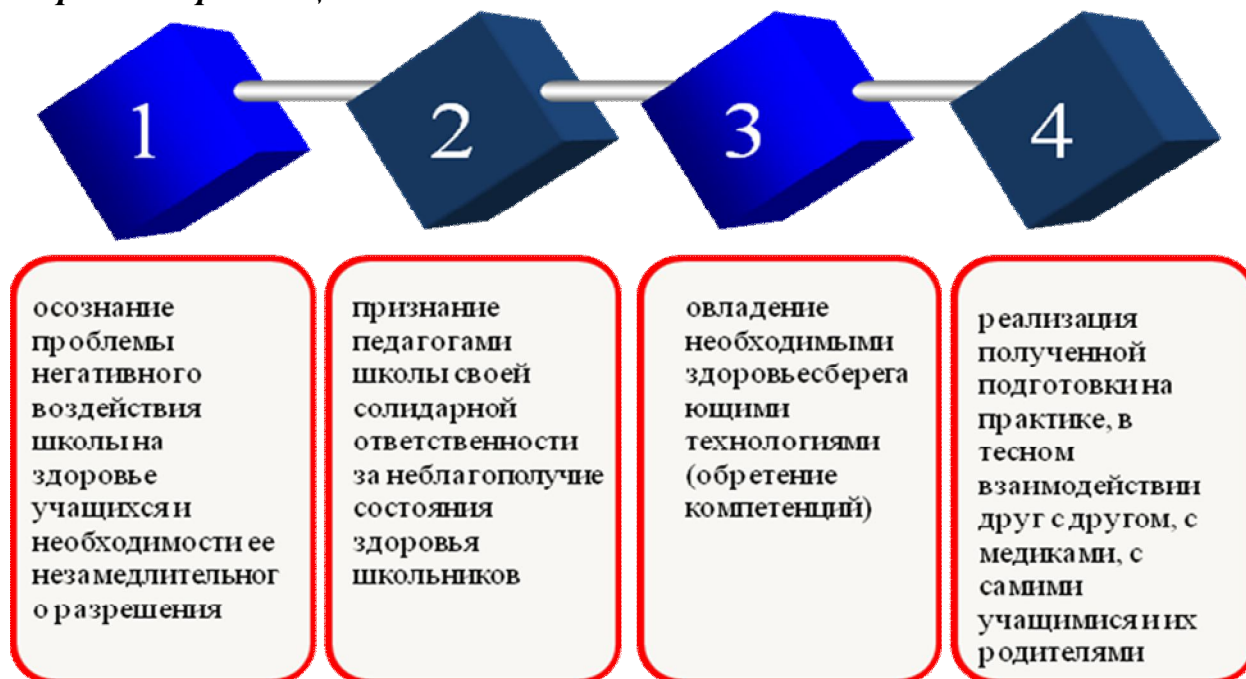 1
2
3
4
осознание
проблемы
негативного
воздействия
школы на
здоровье
учащихся и
необходимости ее
незамедлительног
о разрешения
признание
педагогами
школы своей
солидарной
ответственности
за неблагополучие
состояния
здоровья
школьников
овладение
необходимыми
здоровьесберега
ющими
технологиями
(обретение
компетенций)
реализация
полученной
подготовки на
практике, в
тесном
взаимодействии
друг с другом, с
медиками, с
самими
учащимися и их
родителями